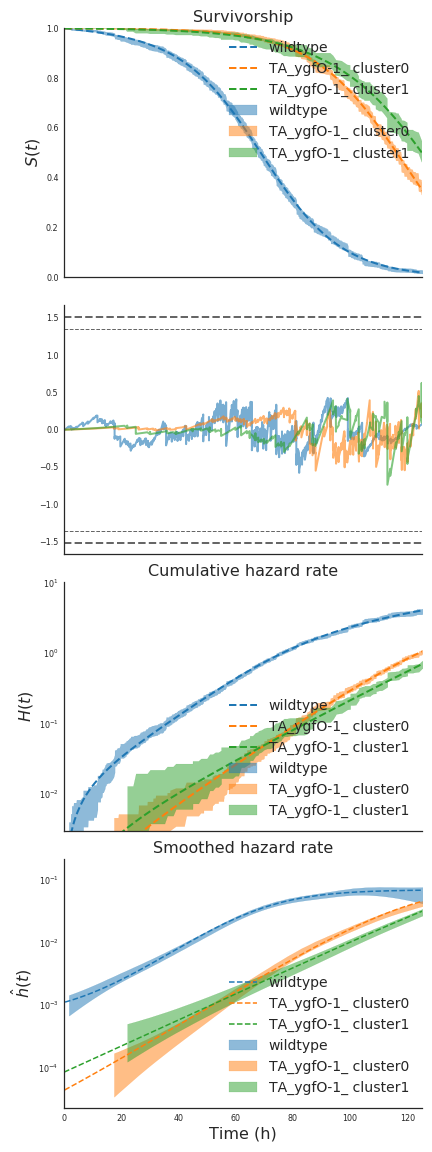 Survivorship
1.0
0.8
0.6
0.4
0.2
0.0
S(t)
wildtype
TA_ygfO-1_ cluster0
TA_ygfO-1_ cluster1
wildtype
TA_ygfO-1_ cluster0
TA_ygfO-1_ cluster1
1.5
1.0
0.5
0.0
−0.5
−1.0
−1.5
Cumulative hazard rate
10¹
10⁰
10⁻¹
10⁻²
H(t)
wildtype
TA_ygfO-1_ cluster0
TA_ygfO-1_ cluster1
wildtype
TA_ygfO-1_ cluster0
TA_ygfO-1_ cluster1
Smoothed hazard rate
10⁻¹
10⁻²
10⁻³
10⁻⁴
ĥ(t)
wildtype
TA_ygfO-1_ cluster0
TA_ygfO-1_ cluster1
wildtype
TA_ygfO-1_ cluster0
TA_ygfO-1_ cluster1
0 20 40 60 80 100 120
Time (h)